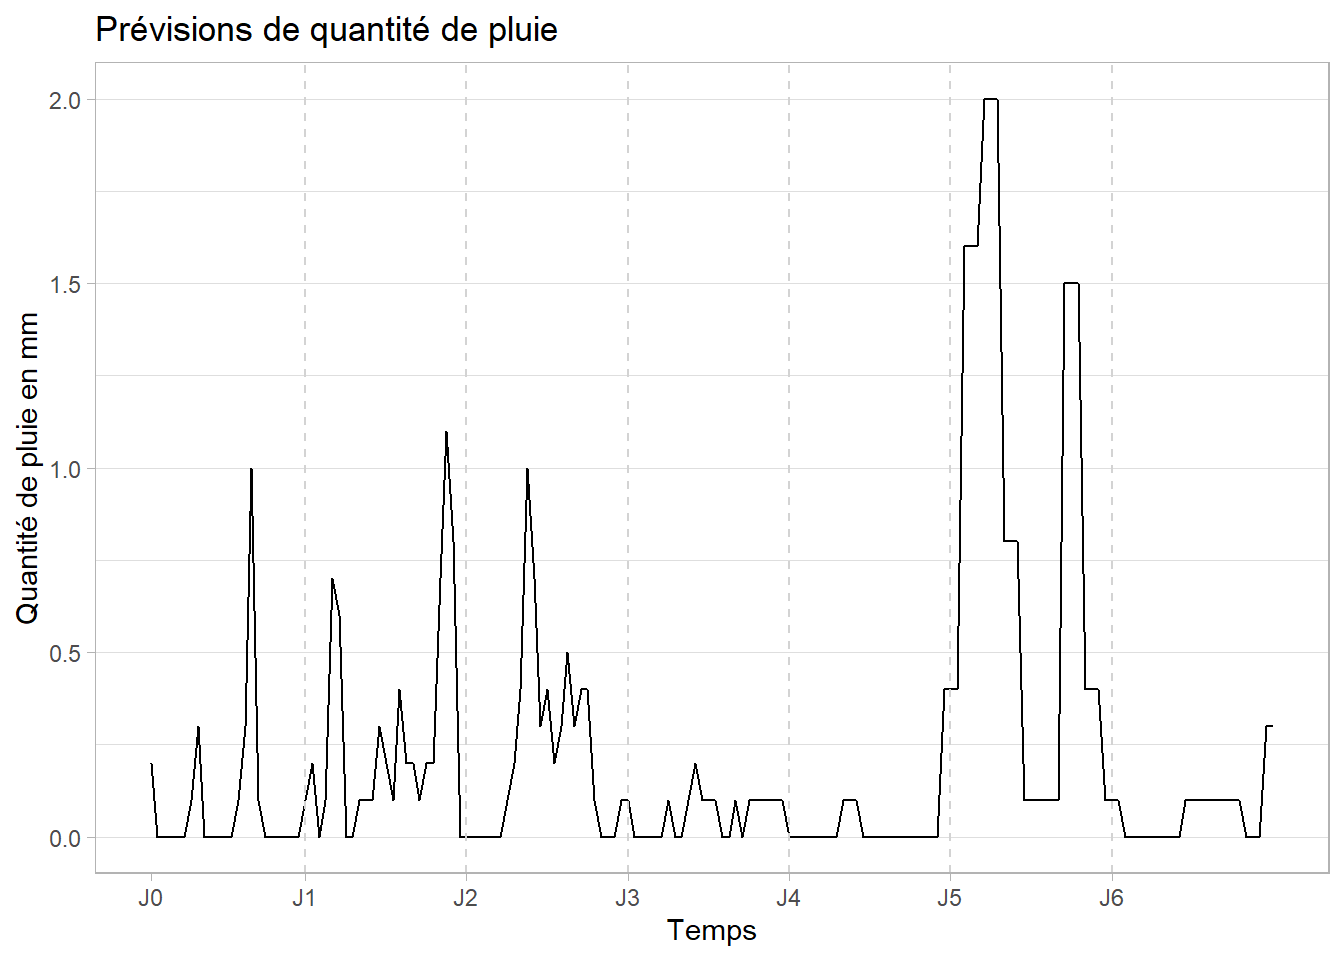 Prévisions de quantité de pluie
Quantité de pluie en mm
2.0
1.5
1.0
0.5
0.0
J0 J1 J2 J3 J4 J5 J6
Temps